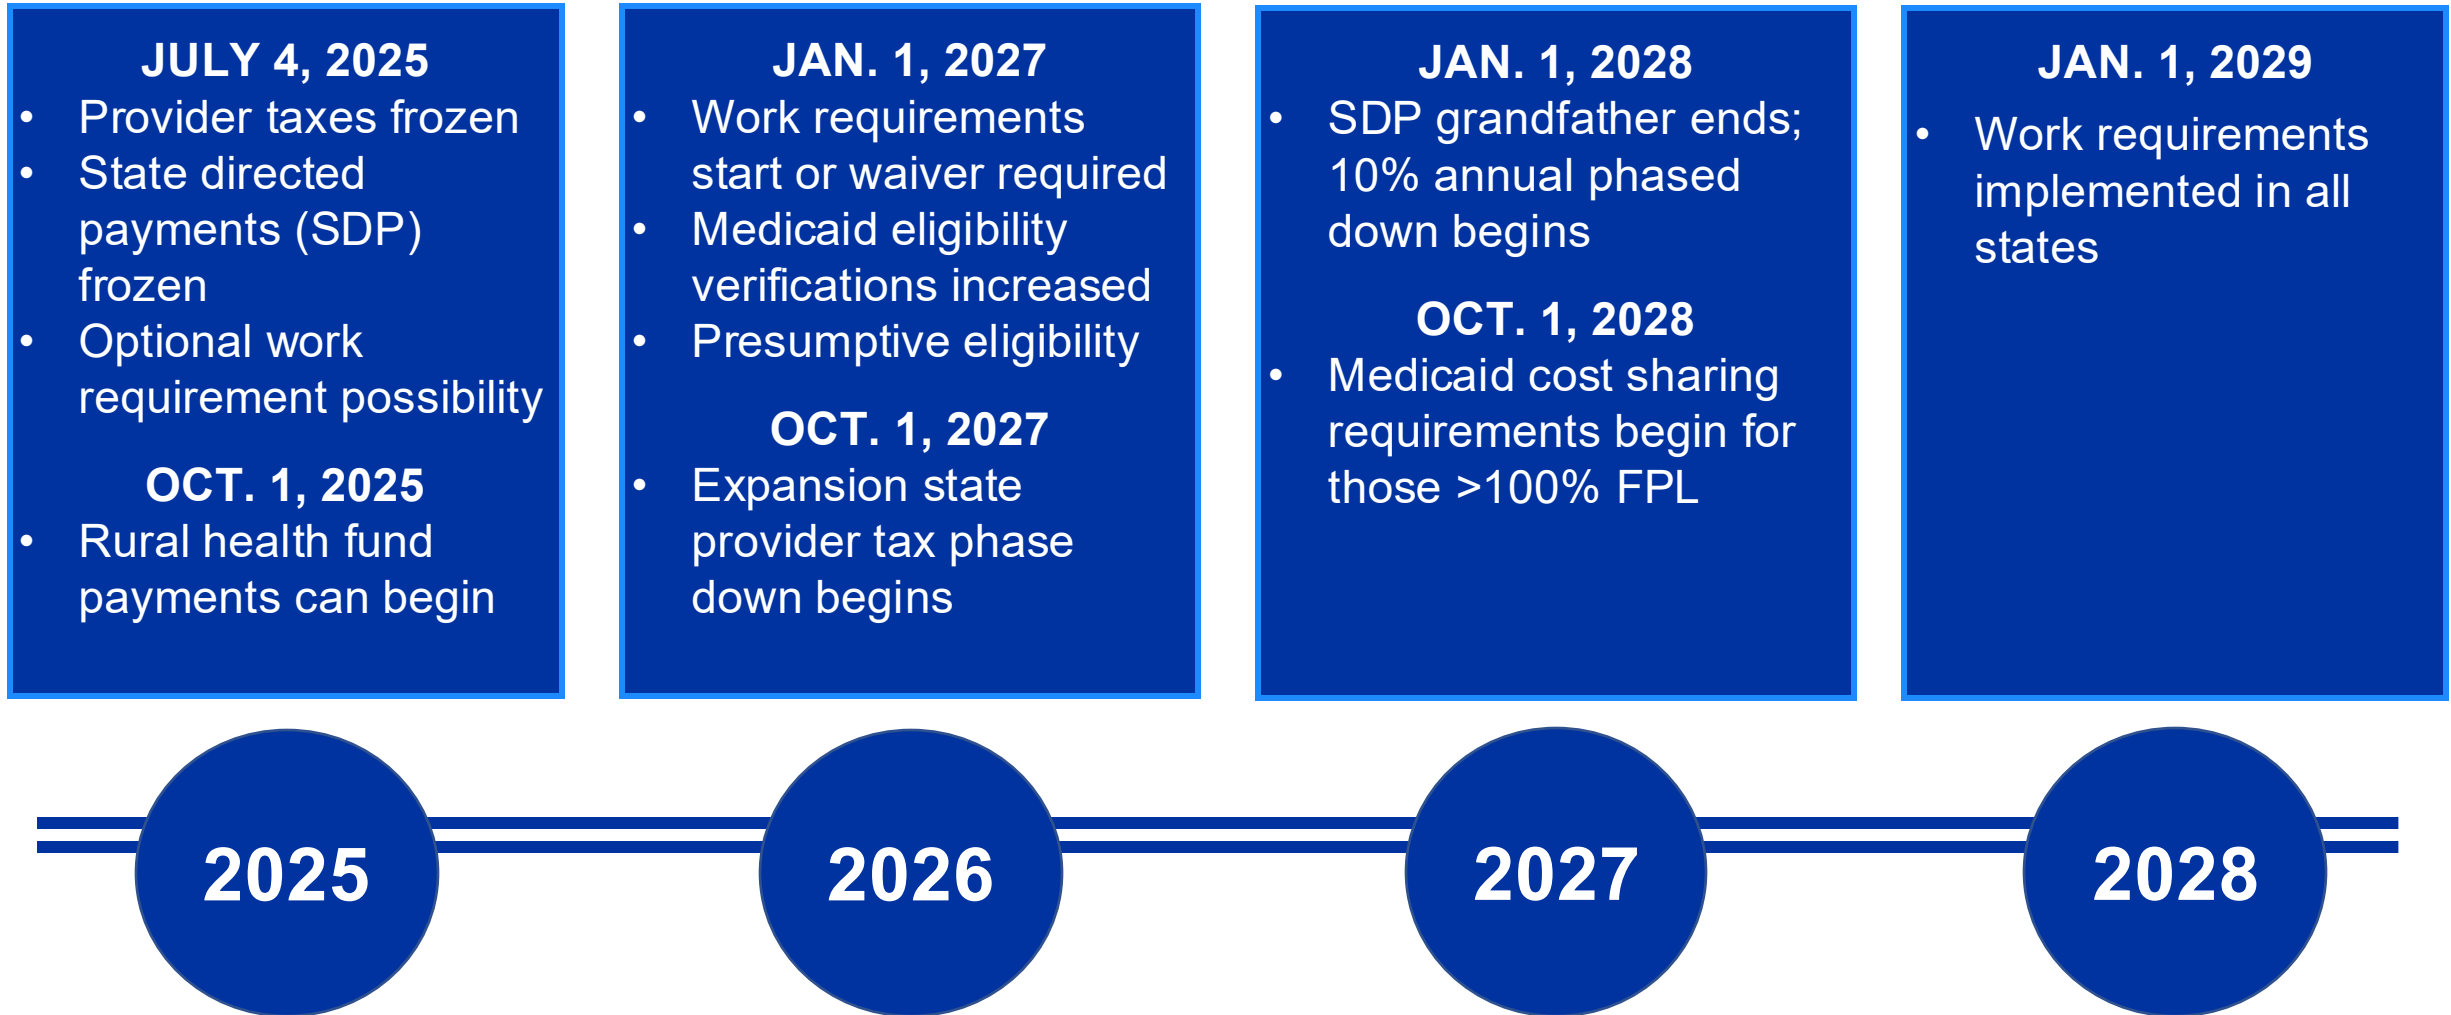 JULY 4, 2025
• Provider taxes frozen
• State directed
payments (SDP)
frozen
• Optional work
requirement possibility
OCT. 1, 2025
• Rural health fund
payments can begin
JAN. 1, 2027
• Work requirements
start or waiver required
• Medicaid eligibility
verifications increased
• Presumptive eligibility
OCT. 1, 2027
• Expansion state
provider tax phase
down begins
JAN. 1, 2028
• SDP grandfather ends;
10% annual phased
down begins
OCT. 1, 2028
• Medicaid cost sharing
requirements begin for
those >100% FPL
JAN. 1, 2029
• Work requirements
implemented in all
states
2025
2026
2027
2028